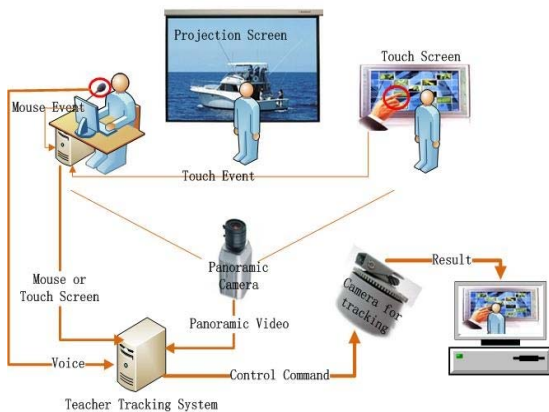 Projection Screen
Touch Screen
Mouse Event
Touch Event
Panoramic
Camera
Camera for
tracking
Result
Mouse or
Touch Screen
Panoramic Video
Voice
Control Command
Teacher Tracking System